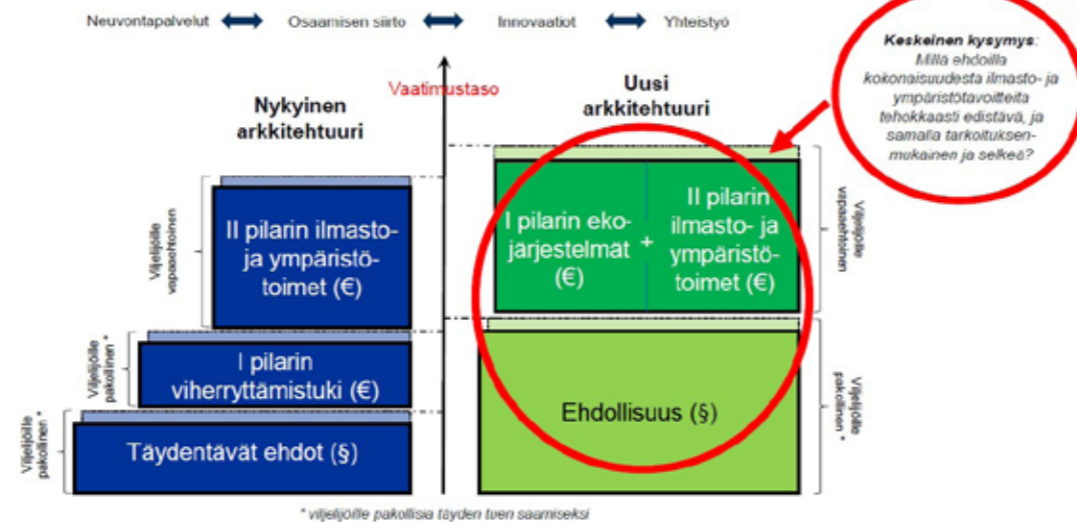 Neuvontapalvelut Osaamisen siirto Innovaatiot Yhteistyö
Keskeinen kysymys:
Millä ehdoilla
kokonaisuudesta ilmasto- ja
ympäristötavoitteita
tehokkaasti edistävä, ja
samalla tarkoituksen-
mukainen ja selkeä?
Vaatimustaso
Nykyinen
arkkitehtuuri
Uusi
arkkitehtuuri
Viljelijöille
vapaaehtoinen
II pilarin ilmasto-
ja ympäristö-
toimet (€)
Viljelijöille
pakollinen *
I pilarin
viherryttämistuki (€)
Viljelijöille
pakollinen *
Täydentävät ehdot (§)
I pilarin eko-
järjestelmät
(€)
+
II pilarin
ilmasto- ja
ympäristö-
toimet (€)
Viljelijöille
vapaaehtoinen
Ehdollisuus (§)
Viljelijöille
pakollinen *
* viljelijöille pakollisia täyden tuen saamiseksi